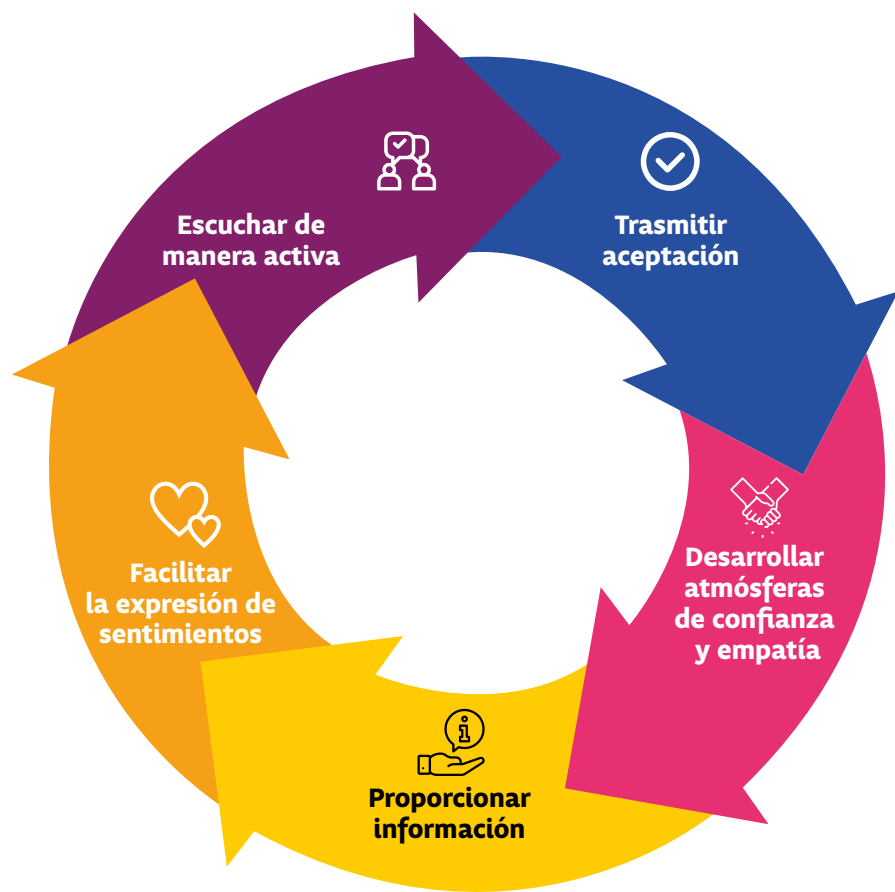 Escuchar de
manera activa
Trasmitir
aceptación
Desarrollar
atmósferas
de confianza
y empatía
Proporcionar
información
Facilitar
la expresión de
sentimientos